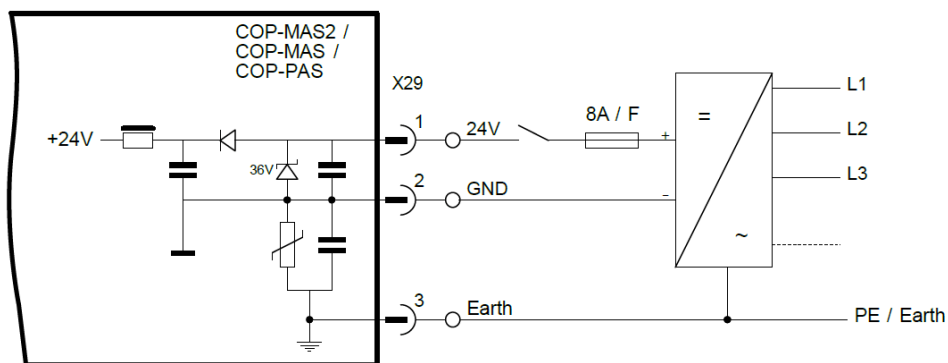 COP-MAS2 /
COP-MAS /
COP-PAS
X29
L1
1
24V
8A / F
+
=
L2
+24V
36V
2
GND
−
L3
~
3
Earth
PE / Earth